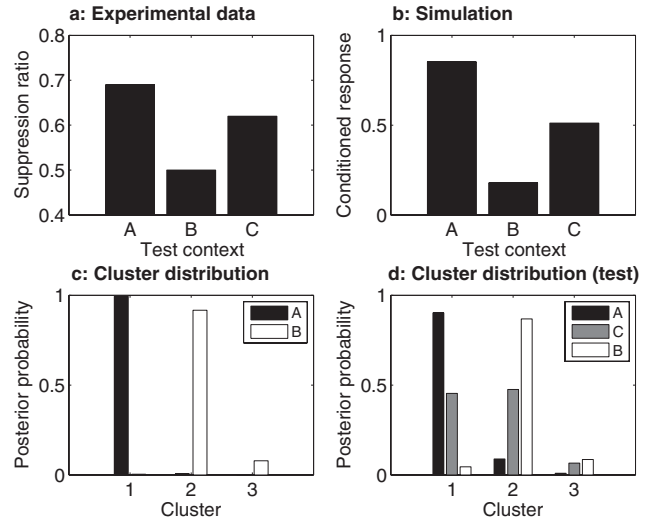 a: Experimental data
0.8
0.7
0.6
0.5
0.4
Suppression ratio
A B C
Test context
b: Simulation
1
0.5
0
Conditioned response
A B C
Test context
c: Cluster distribution
1
0.5
0
Posterior probability
A
B
1 2 3
Cluster
d: Cluster distribution (test)
1
0.5
0
Posterior probability
A
C
B
1 2 3
Cluster